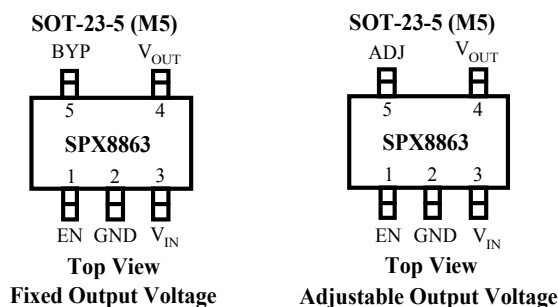 SOT-23-5 (M5)
BYP VOUT
5 4
SPX8863
1 2 3
EN GND VIN
Top View
Fixed Output Voltage
SOT-23-5 (M5)
ADJ VOUT
5 4
SPX8863
1 2 3
EN GND VIN
Top View
Adjustable Output Voltage